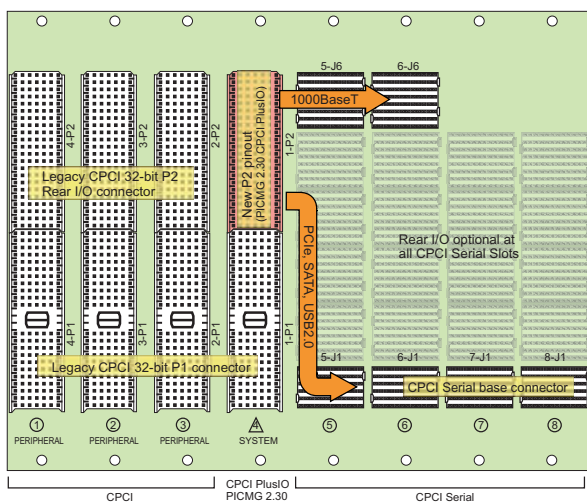 5-J6
6-J6
1000BaseT
4-P2
3-P2
2-P2
1-P2
New P2 pinout
(PICMG 2.30 CPCI PlusIO)
Legacy CPCI 32-bit P2
Rear I/O connector
PCIe, SATA, USB2.0
Rear I/O optional at
all CPCI Serial Slots
4-P1
3-P1
2-P1
1-P1
Legacy CPCI 32-bit P1 connector
5-J1
6-J1
7-J1
8-J1
CPCI Serial base connector
1
2
3
4
5
6
7
8
PERIPHERAL
PERIPHERAL
PERIPHERAL
SYSTEM
CPCI
CPCI PlusIO
PICMG 2.30
CPCI Serial